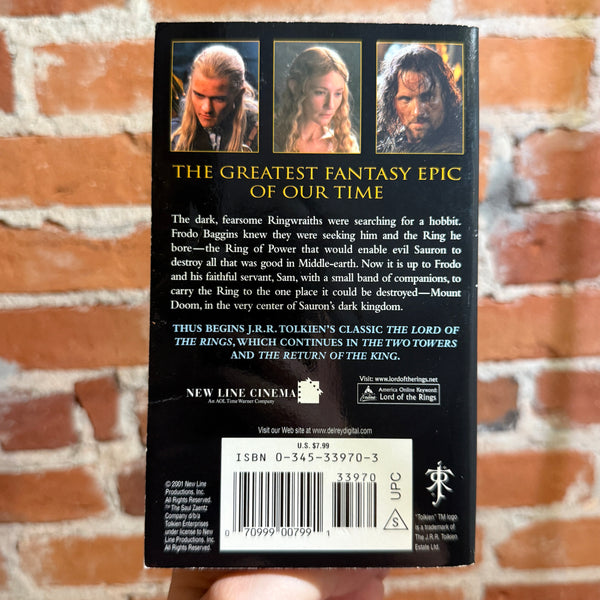 THE GREATEST FANTASY EPIC
OF OUR TIME
The dark, fearsome Ringwraiths were searching for a hobbit.
Frodo Baggins knew they were seeking him and the Ring he
bore—the Ring of Power that would enable evil Sauron to
destroy all that was good in Middle-earth. Now it is up to Frodo
and his faithful servant, Sam, with a small band of companions, to
carry the Ring to the one place it could be destroyed—Mount
Doom, in the very center of Sauron's dark kingdom.
THUS BEGINS J.R.R. TOLKIEN'S CLASSIC THE LORD OF
THE RINGS, WHICH CONTINUES IN THE TWO TOWERS
AND THE RETURN OF THE KING.
NEW LINE CINEMA
An AOL Time Warner Company
Visit: www.lordoftherings.net
America Online Keyword:
Lord of the Rings
Visit our Web site at www.delreydigital.com
U.S. $7.99
ISBN 0-345-33970-3
33970
0 70999 00799 1
UPC
S
© 2001 New Line
Productions, Inc.
All Rights Reserved.
™ The Saul Zaentz
Company d/b/a
Tolkien Enterprises
under license to New
Line Productions, Inc.
All Rights Reserved.
"Tolkien" TM logo
is a trademark of
The J.R.R. Tolkien
Estate Ltd.